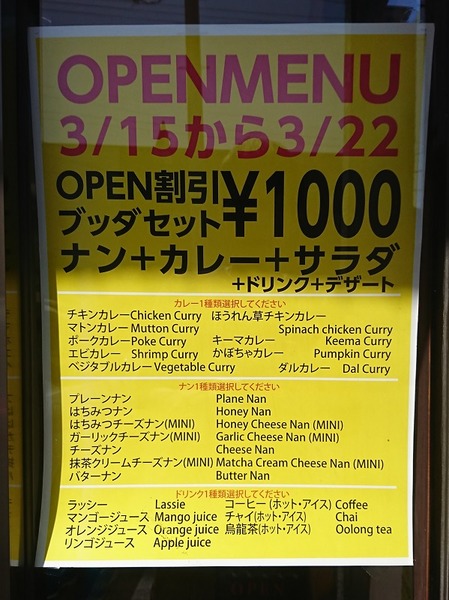 OPENMENU
3/15から3/22
OPEN割引
ブッダセット ¥1000
ナン+カレー+サラダ
+ドリンク+デザート
カレー1種類選択してください
チキンカレーChicken Curry ほうれん草チキンカレー
マトンカレー Mutton Curry Spinach chicken Curry
ポークカレーPoke Curry キーマカレー Keema Curry
エビカレー Shrimp Curry かぼちゃカレー Pumpkin Curry
ベジタブルカレーVegetable Curry ダルカレー Dal Curry
ナン1種類選択してください
プレーンナン Plane Nan
はちみつナン Honey Nan
はちみつチーズナン(MINI) Honey Cheese Nan (MINI)
ガーリックチーズナン(MINI) Garlic Cheese Nan (MINI)
チーズナン Cheese Nan
抹茶クリームチーズナン(MINI) Matcha Cream Cheese Nan (MINI)
バターナン Butter Nan
ドリンク1種類選択してください
ラッシー Lassie コーヒー (ホット・アイス) Coffee
マンゴージュース Mango juice チャイ(ホット・アイス) Chai
オレンジジュース Orange juice 烏龍茶(ホット・アイス) Oolong tea
リンゴジュース Apple juice